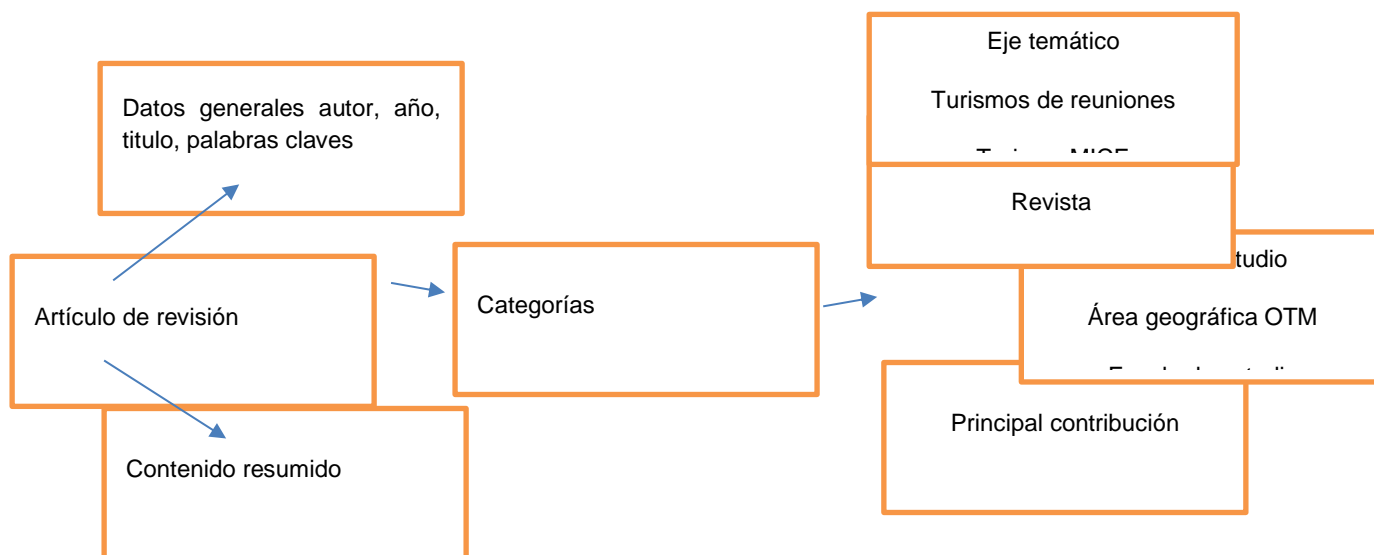 Eje temático
Turismos de reuniones
Datos generales autor, año,
titulo, palabras claves
Revista
Artículo de revisión
Categorías
Área geográfica OTM
Principal contribución
Contenido resumido